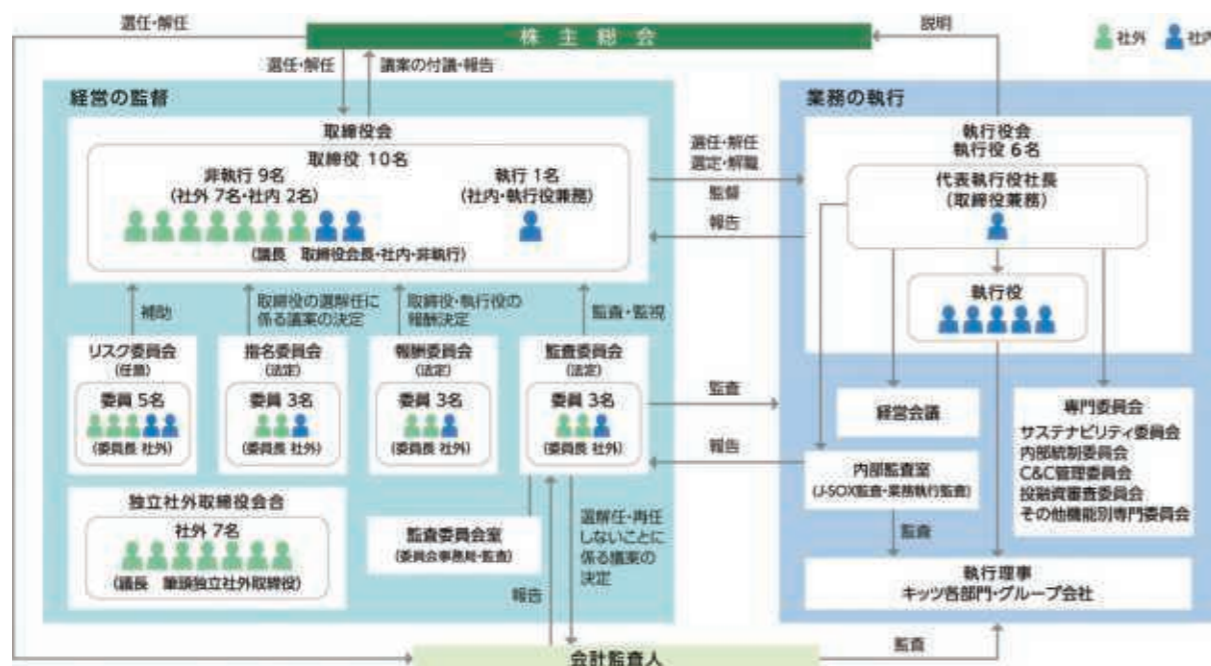 選任・解任
株主総会
説明
社外
社内
選任・解任
議案の付議・報告
経営の監督
取締役会
取締役 10名
非執行 9名
(社外 7名・社内 2名)
執行 1名
(社内・執行役兼務)
(議長 取締役会長・社内・非執行)
選任・解任
選定・解職
監督
報告
業務の執行
執行役会
執行役 6名
代表執行役社長
(取締役兼務)
執行役
補助
取締役の選解任に
係る議案の決定
取締役・執行役の
報酬決定
監査・監視
リスク委員会
(任意)
委員 5名
(委員長 社外)
指名委員会
(法定)
委員 3名
(委員長 社外)
報酬委員会
(法定)
委員 3名
(委員長 社外)
監査委員会
(法定)
委員 3名
(委員長 社外)
監査
報告
経営会議
専門委員会
サステナビリティ委員会
内部統制委員会
C&C管理委員会
投融資審査委員会
その他機能別専門委員会
内部監査室
(J-SOX監査・業務執行監査)
監査
独立社外取締役会合
社外 7名
(議長 筆頭独立社外取締役)
監査委員会室
(委員会事務局・監査)
選解任・再任
しないことに
係る議案の
決定
報告
執行理事
キッツ各部門・グループ会社
会計監査人
監査